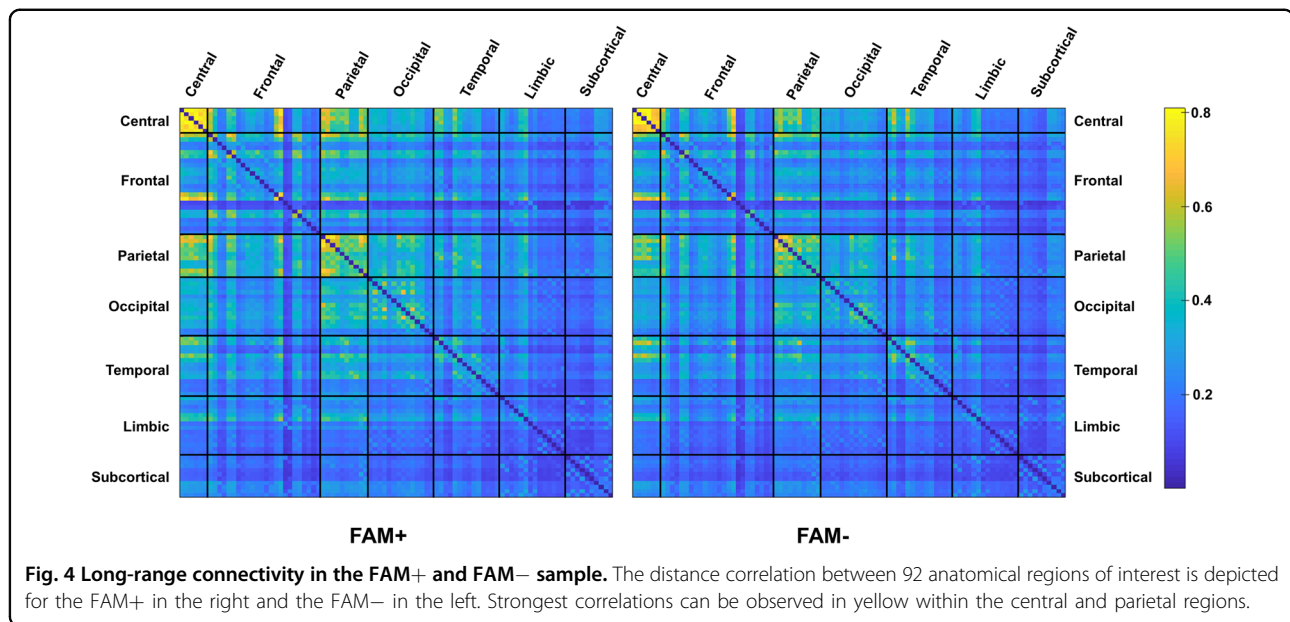 Central Frontal Parietal Occipital Temporal Limbic Subcortical
Central Frontal Parietal Occipital Temporal Limbic Subcortical
Central
Frontal
Parietal
Occipital
Temporal
Limbic
Subcortical
Central
Frontal
Parietal
Occipital
Temporal
Limbic
Subcortical
0.8
0.6
0.4
0.2
FAM+
FAM-
Fig. 4 Long-range connectivity in the FAM+ and FAM− sample. The distance correlation between 92 anatomical regions of interest is depicted
for the FAM+ in the right and the FAM− in the left. Strongest correlations can be observed in yellow within the central and parietal regions.